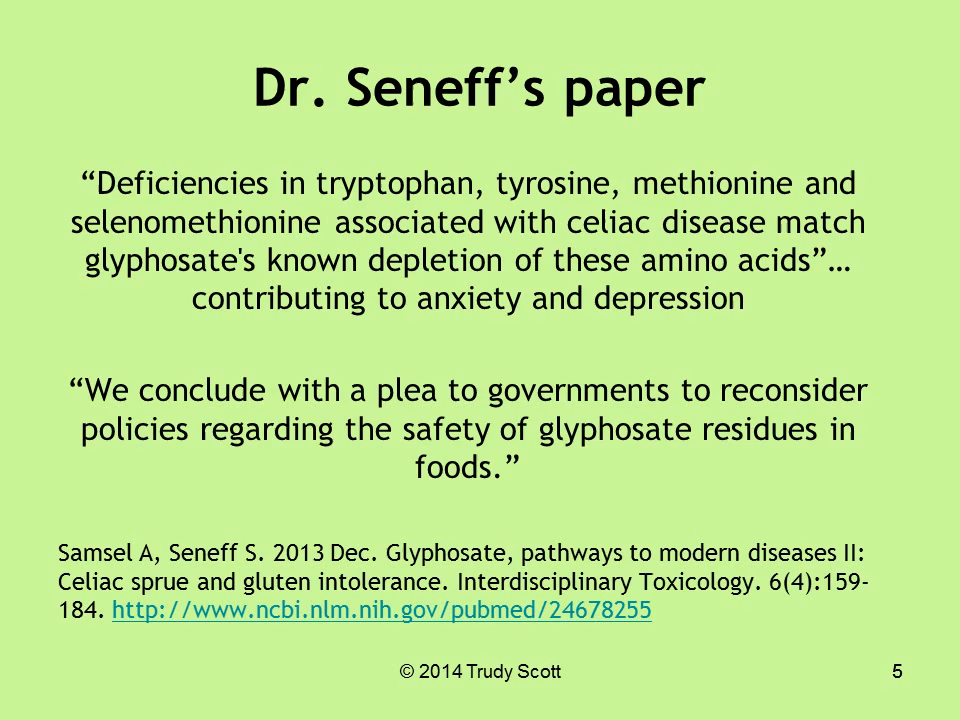 Dr. Seneff’s paper
“Deficiencies in tryptophan, tyrosine, methionine and
selenomethionine associated with celiac disease match
glyphosate's known depletion of these amino acids”…
contributing to anxiety and depression
“We conclude with a plea to governments to reconsider
policies regarding the safety of glyphosate residues in
foods.”
Samsel A, Seneff S. 2013 Dec. Glyphosate, pathways to modern diseases II:
Celiac sprue and gluten intolerance. Interdisciplinary Toxicology. 6(4):159-
184. http://www.ncbi.nlm.nih.gov/pubmed/24678255
© 2014 Trudy Scott
5